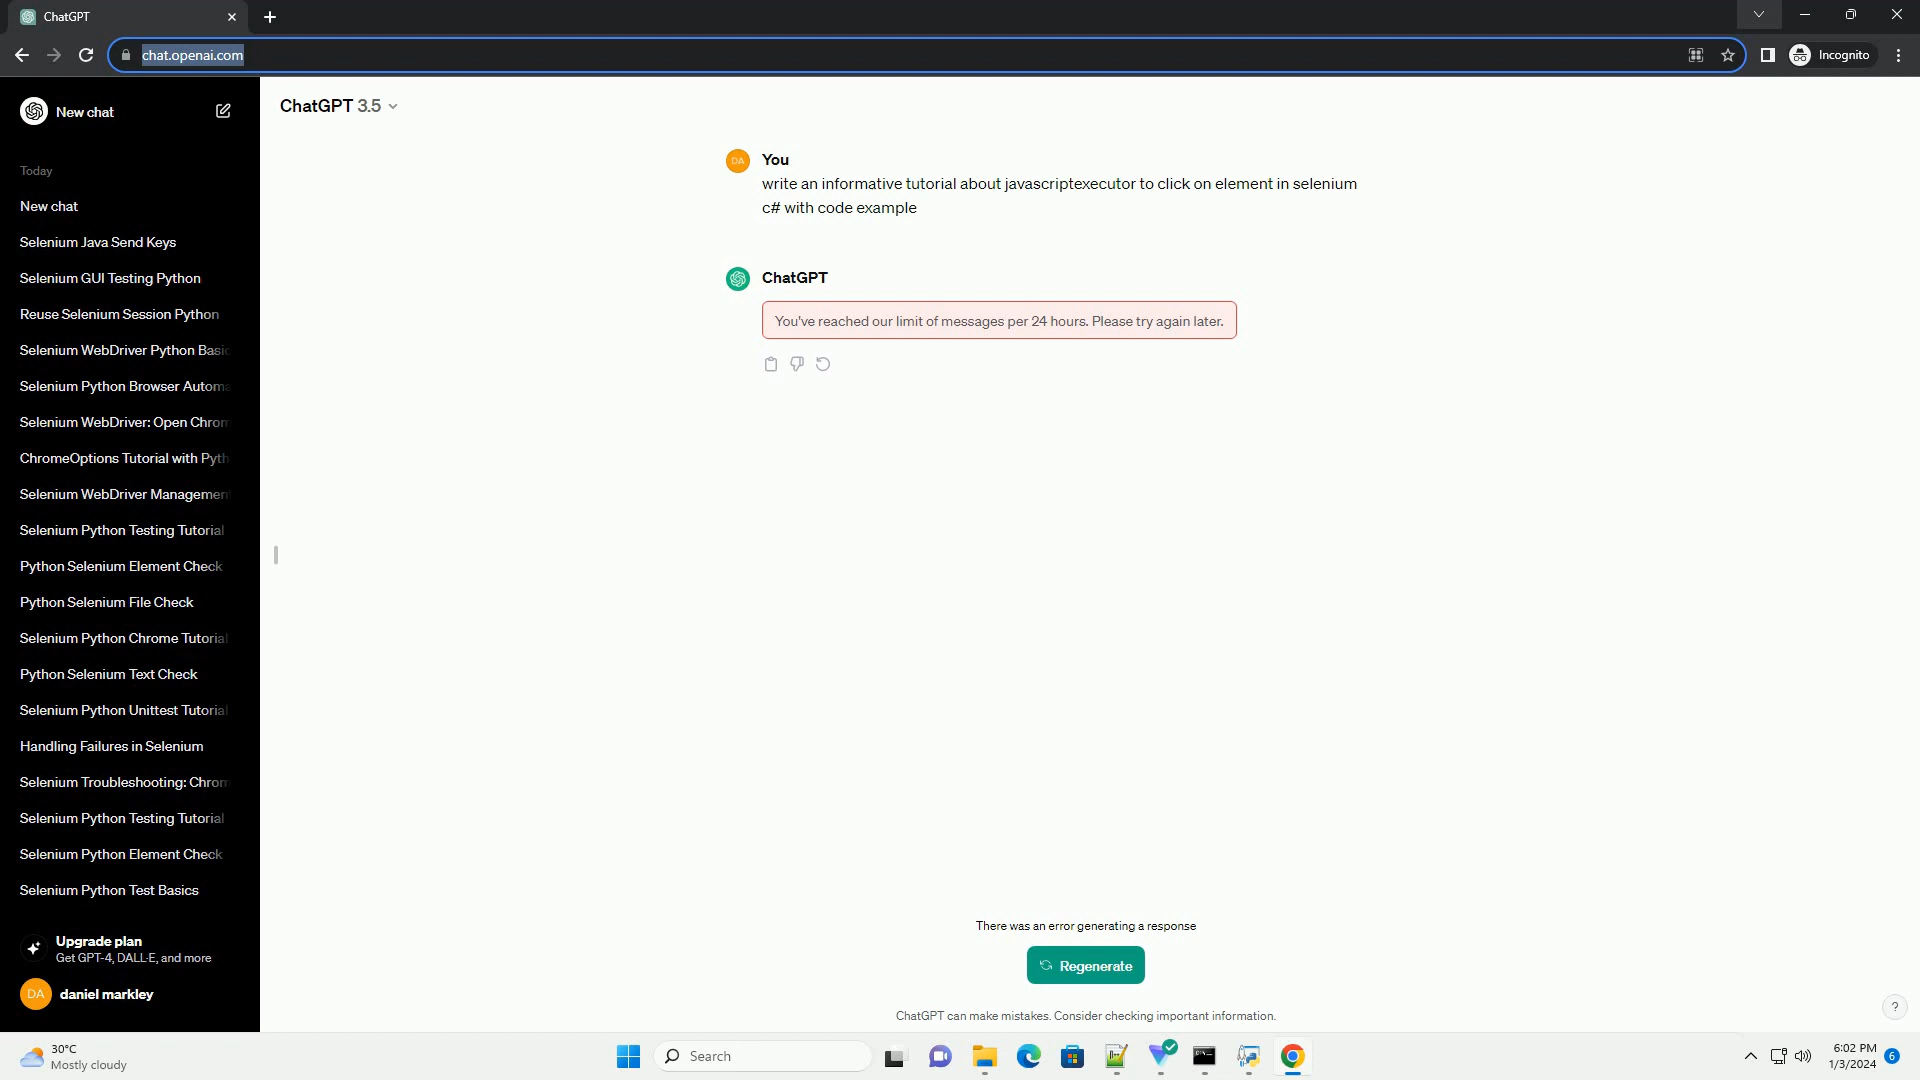 ChatGPT
chat.openai.com
Incognito
New chat
Today
New chat
Selenium Java Send Keys
Selenium GUI Testing Python
Reuse Selenium Session Python
Selenium WebDriver Python Basic
Selenium Python Browser Automa
Selenium WebDriver: Open Chrom
ChromeOptions Tutorial with Pyth
Selenium WebDriver Management
Selenium Python Testing Tutorial
Python Selenium Element Check
Python Selenium File Check
Selenium Python Chrome Tutorial
Python Selenium Text Check
Selenium Python Unittest Tutorial
Handling Failures in Selenium
Selenium Troubleshooting: Chrom
Selenium Python Testing Tutorial
Selenium Python Element Check
Selenium Python Test Basics
Upgrade plan
Get GPT-4, DALL·E, and more
DA
daniel markley
ChatGPT 3.5
DA
You
write an informative tutorial about javascriptexecutor to click on element in selenium
c# with code example
ChatGPT
You've reached our limit of messages per 24 hours. Please try again later.
There was an error generating a response
Regenerate
ChatGPT can make mistakes. Consider checking important information.
?
30°C
Mostly cloudy
Search
6:02 PM
1/3/2024
6